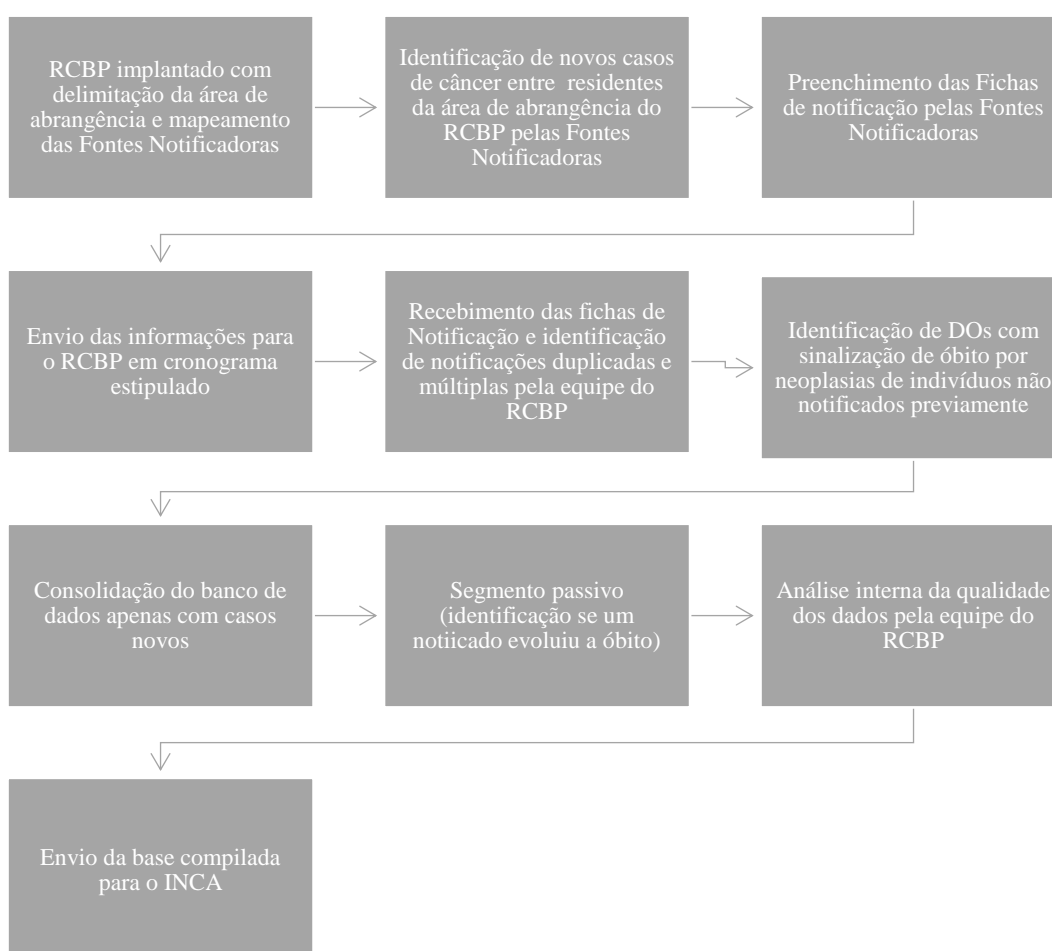 RCBP implantado com
delimitação da área de
abrangência e mapeamento
das Fontes Notificadoras
Identificação de novos casos
de câncer entre residentes
da área de abrangência do
RCBP pelas Fontes
Notificadoras
Preenchimento das Fichas
de notificação pelas Fontes
Notificadoras
Envio das informações para
o RCBP em cronograma
estipulado
Recebimento das fichas de
Notificação e identificação
de notificações duplicadas e
múltiplas pela equipe do
RCBP
Identificação de DOs com
sinalização de óbito por
neoplasias de indivíduos não
notificados previamente
Consolidação do banco de
dados apenas com casos
novos
Segmento passivo
(identificação se um
notiicado evoluiu a óbito)
Análise interna da qualidade
dos dados pela equipe do
RCBP
Envio da base compilada
para o INCA